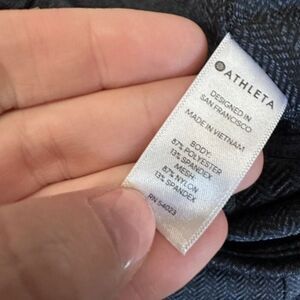 ATHLETA
DESIGNED IN
SAN FRANCISCO
MADE IN VIETNAM
BODY:
87% POLYESTER
13% SPANDEX
MESH:
87% NYLON
13% SPANDEX
RN 54023